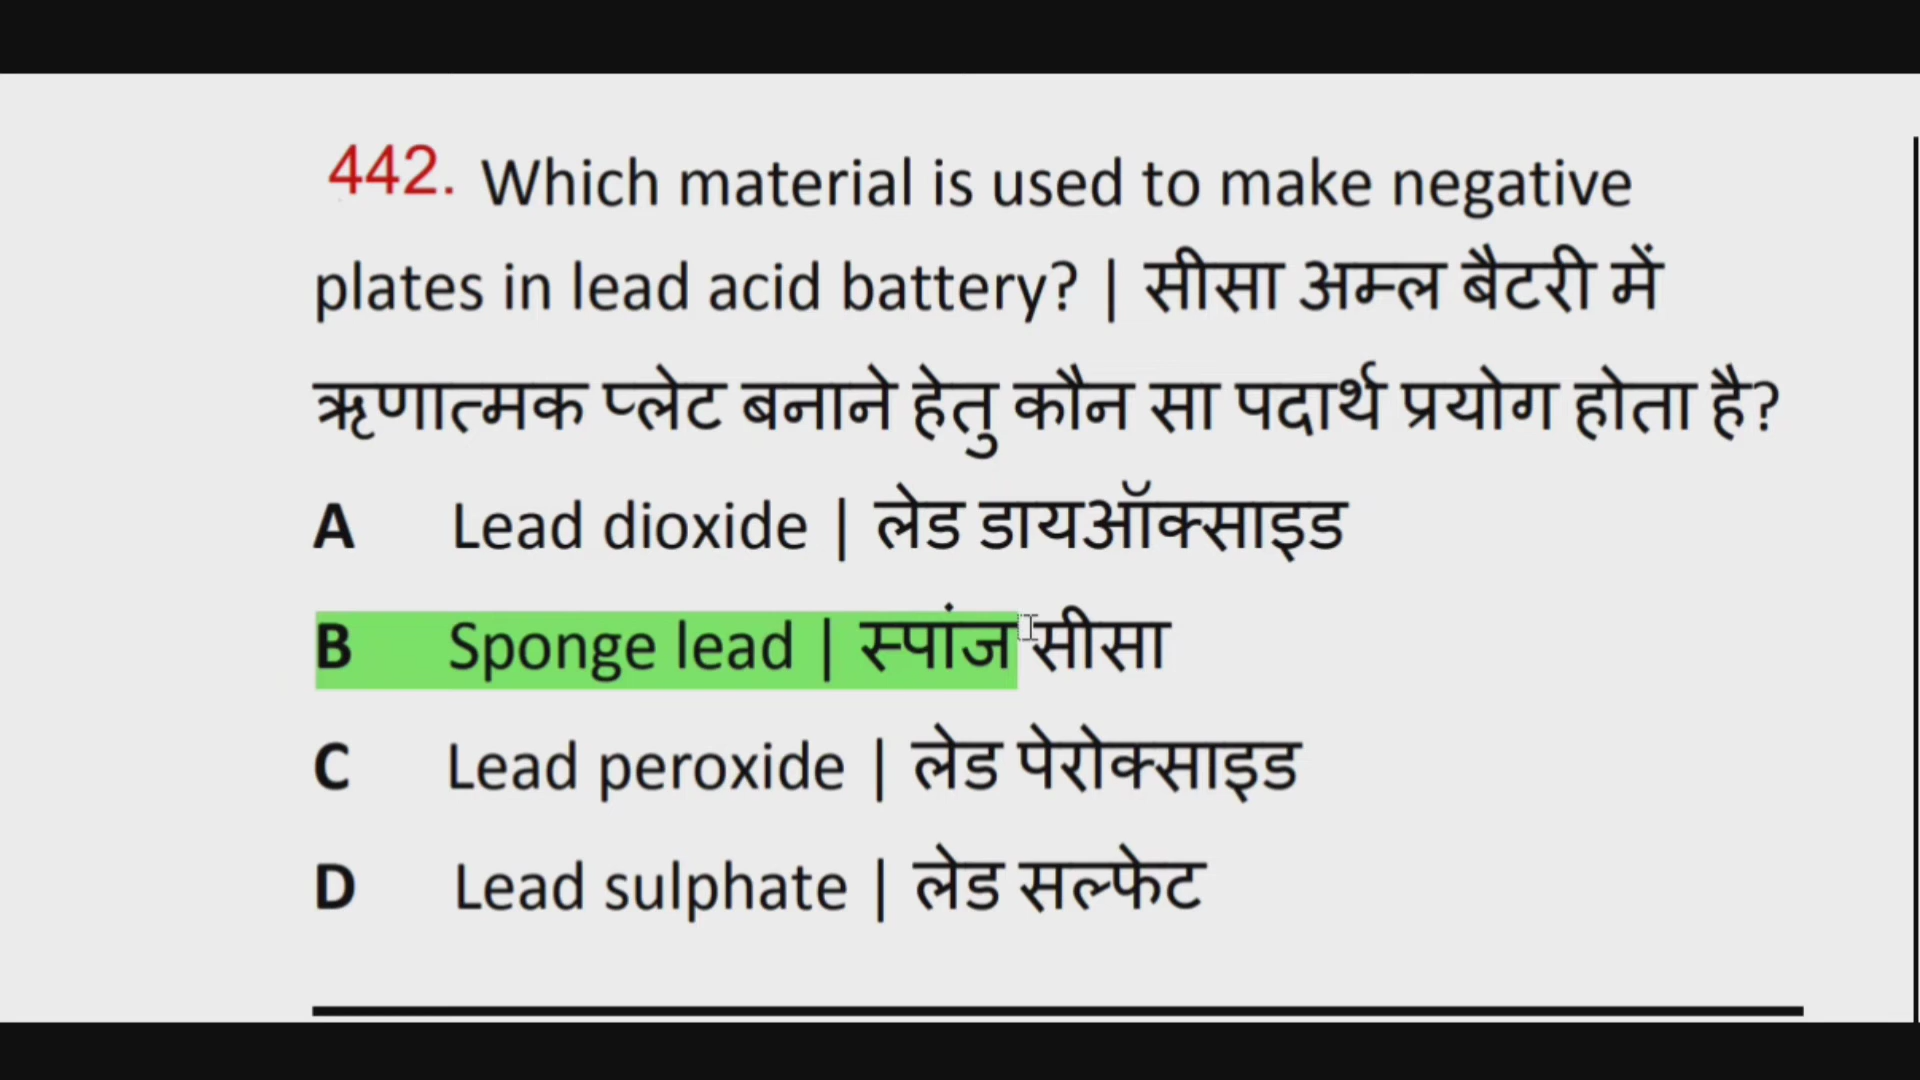 442. Which material is used to make negative
plates in lead acid battery? | सीसा अम्ल बैटरी में
ऋणात्मक प्लेट बनाने हेतु कौन सा पदार्थ प्रयोग होता है?
A Lead dioxide | लेड डायऑक्साइड
B Sponge lead | स्पांज सीसा
C Lead peroxide | लेड पेरोक्साइड
D Lead sulphate | लेड सल्फेट